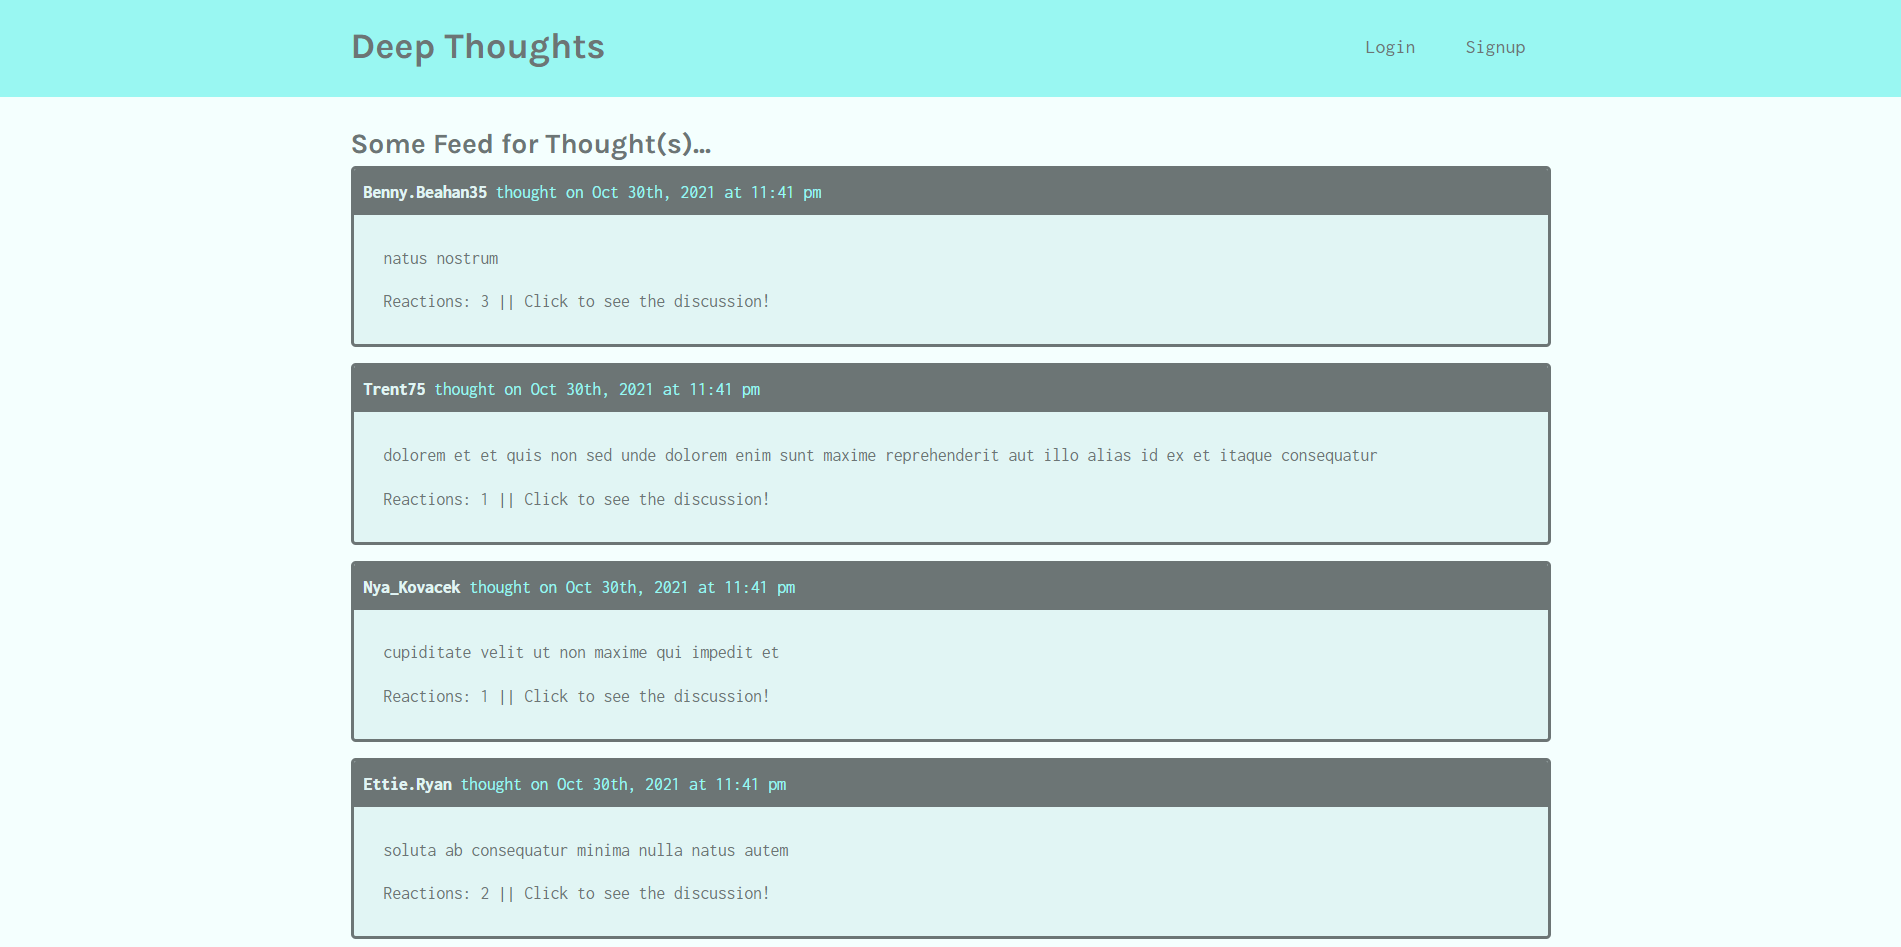 Deep Thoughts
Login Signup
Some Feed for Thought(s)...
Benny.Beahan35 thought on Oct 30th, 2021 at 11:41 pm
natus nostrum
Reactions: 3 || Click to see the discussion!
Trent75 thought on Oct 30th, 2021 at 11:41 pm
dolorem et et quis non sed unde dolorem enim sunt maxime reprehenderit aut illo alias id ex et itaque consequatur
Reactions: 1 || Click to see the discussion!
Nya_Kovacek thought on Oct 30th, 2021 at 11:41 pm
cupiditate velit ut non maxime qui impedit et
Reactions: 1 || Click to see the discussion!
Ettie.Ryan thought on Oct 30th, 2021 at 11:41 pm
soluta ab consequatur minima nulla natus autem
Reactions: 2 || Click to see the discussion!